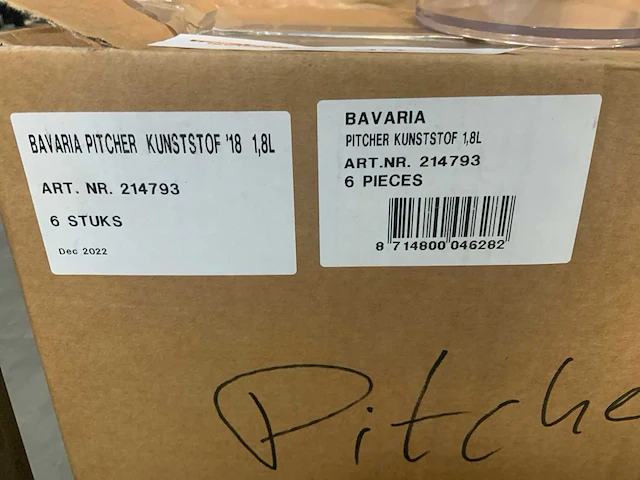 BAVARIA PITCHER KUNSTSTOF '18 1,8L
ART. NR. 214793
6 STUKS
Dec 2022
BAVARIA
PITCHER KUNSTSTOF 1,8L
ART.NR. 214793
6 PIECES
8 714800 046282
Pitche